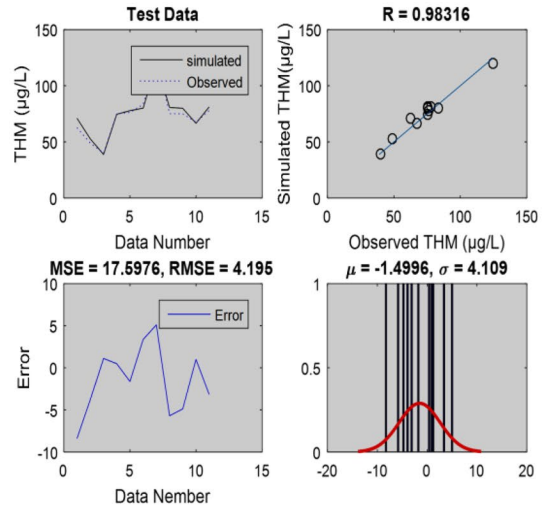 Test Data
THM (µg/L)
150
100
50
0
simulated
Observed
0
5
10
15
Data Number
R = 0.98316
Simulated THM(µg/L)
150
100
50
0
50
100
150
Observed THM (µg/L)
MSE = 17.5976, RMSE = 4.195
Error
10
5
0
-5
-10
Error
0
5
10
15
Data Nember
µ = -1.4996, σ = 4.109
1
0.5
0
-20
-10
0
10
20